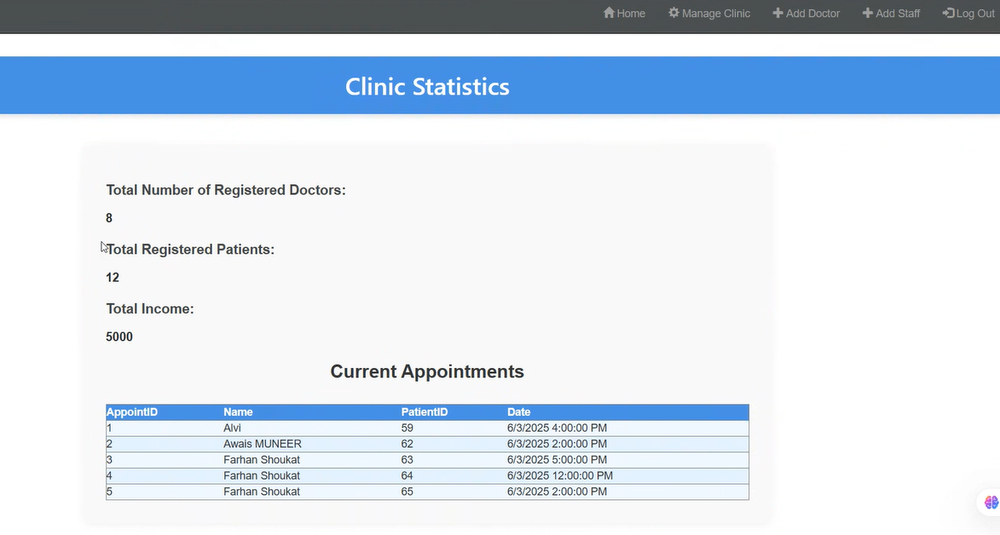 Home Manage Clinic Add Doctor Add Staff Log Out
Clinic Statistics
Total Number of Registered Doctors:
8
Total Registered Patients:
12
Total Income:
5000
Current Appointments
AppointID Name PatientID Date
1 Alvi 59 6/3/2025 4:00:00 PM
2 Awais MUNEER 62 6/3/2025 2:00:00 PM
3 Farhan Shoukat 63 6/3/2025 5:00:00 PM
4 Farhan Shoukat 64 6/3/2025 12:00:00 PM
5 Farhan Shoukat 65 6/3/2025 2:00:00 PM